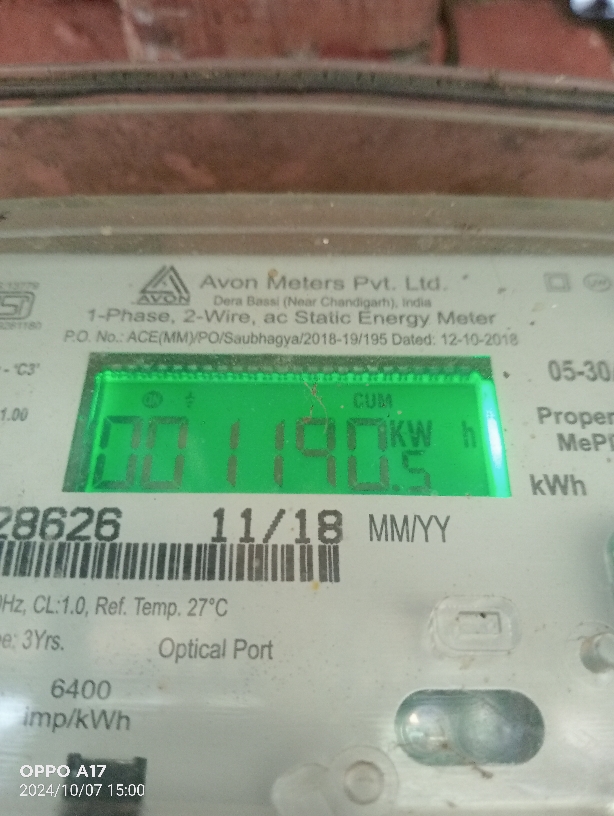 AVON
Avon Meters Pvt. Ltd.
Dera Bassi (Near Chandigarh), India
1-Phase, 2-Wire, ac Static Energy Meter
P.O. No.: ACE(MM)/PO/Saubhagya/2018-19/195 Dated: 12-10-2018
05-30
1.00
CUM
001190.5 KW h
kWh
28626 11/18 MM/YY
Hz, CL:1.0, Ref. Temp. 27°C
3Yrs. Optical Port
6400
imp/kWh
OPPO A17
2024/10/07 15:00